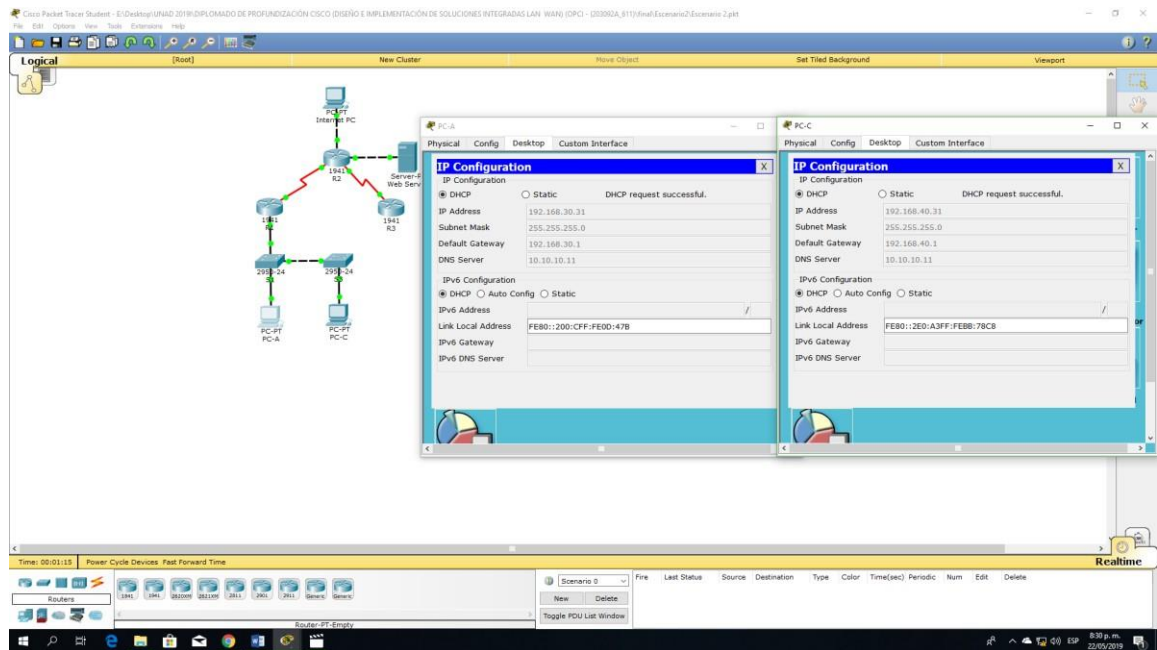 Cisco Packet Tracer Student - E:\Desktop\UNAD 2019\DIPLOMADO DE PROFUNDIZACIÓN CISCO (DISEÑO E IMPLEMENTACIÓN DE SOLUCIONES INTEGRADAS LAN WAN) (OPC) - (203092A_611)\final\Escenario2\Escenario 2.pkt
File Edit Options View Tools Extensions Help
Logical [Root] New Cluster Move Object Set Tiled Background Viewport
PC-PT
Internet PC
1941
R2
Web Serv
1941
1941
R3
PC-PT
PC-A
PC-PT
PC-C
PC-A
Physical Config Desktop Custom Interface
IP Configuration X
IP Configuration
DHCP Static DHCP request successful.
IP Address 192.168.30.31
Subnet Mask 255.255.255.0
Default Gateway 192.168.30.1
DNS Server 10.10.10.11
IPv6 Configuration
DHCP Auto Config Static
IPv6 Address /
Link Local Address FE80::200:CFF:FE0D:47B
IPv6 Gateway
IPv6 DNS Server
PC-C
Physical Config Desktop Custom Interface
IP Configuration X
IP Configuration
DHCP Static DHCP request successful.
IP Address 192.168.40.31
Subnet Mask 255.255.255.0
Default Gateway 192.168.40.1
DNS Server 10.10.10.11
IPv6 Configuration
DHCP Auto Config Static
IPv6 Address /
Link Local Address FE80::2E0:A3FF:FEBB:78C8
IPv6 Gateway
IPv6 DNS Server
Time: 00:01:15 Power Cycle Devices Fast Forward Time Realtime
Routers
1941 2811 2901 2911 Generic Generic
Router-PT-Empty
Scenario 0
New Delete
Toggle PDU List Window
Fire Last Status Source Destination Type Color Time(sec) Periodic Num Edit Delete
ESP
8:30 p. m.
22/05/2019